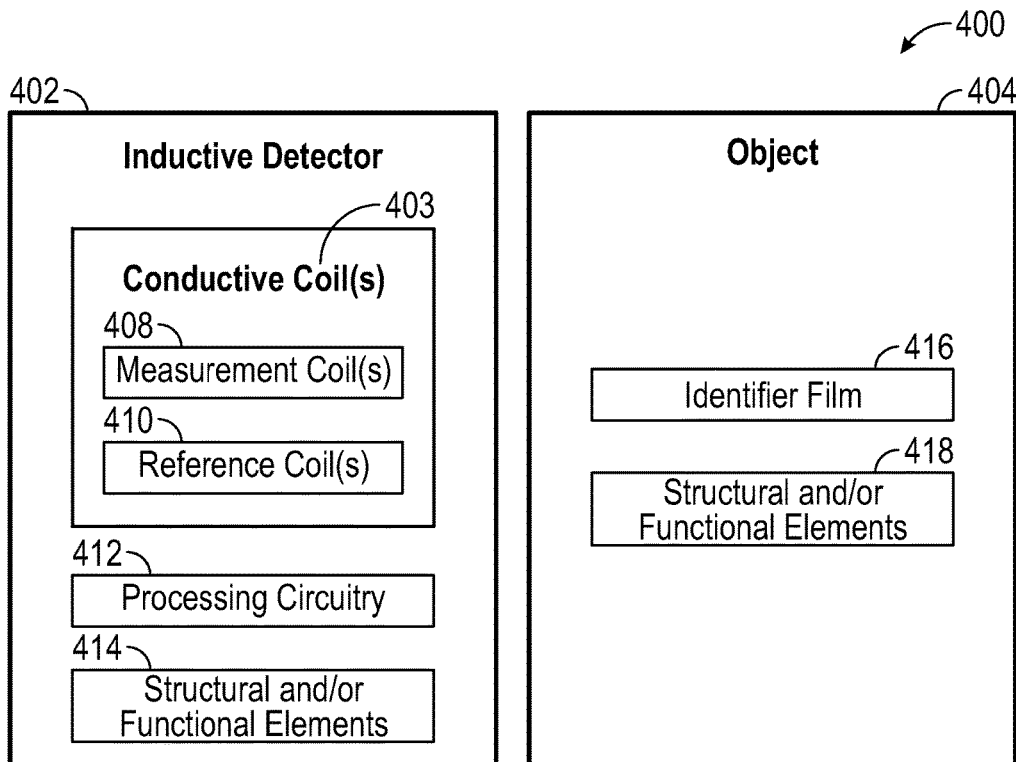 400
402
Inductive Detector
403
Conductive Coil(s)
408
Measurement Coil(s)
410
Reference Coil(s)
412
Processing Circuitry
414
Structural and/or
Functional Elements
404
Object
416
Identifier Film
418
Structural and/or
Functional Elements